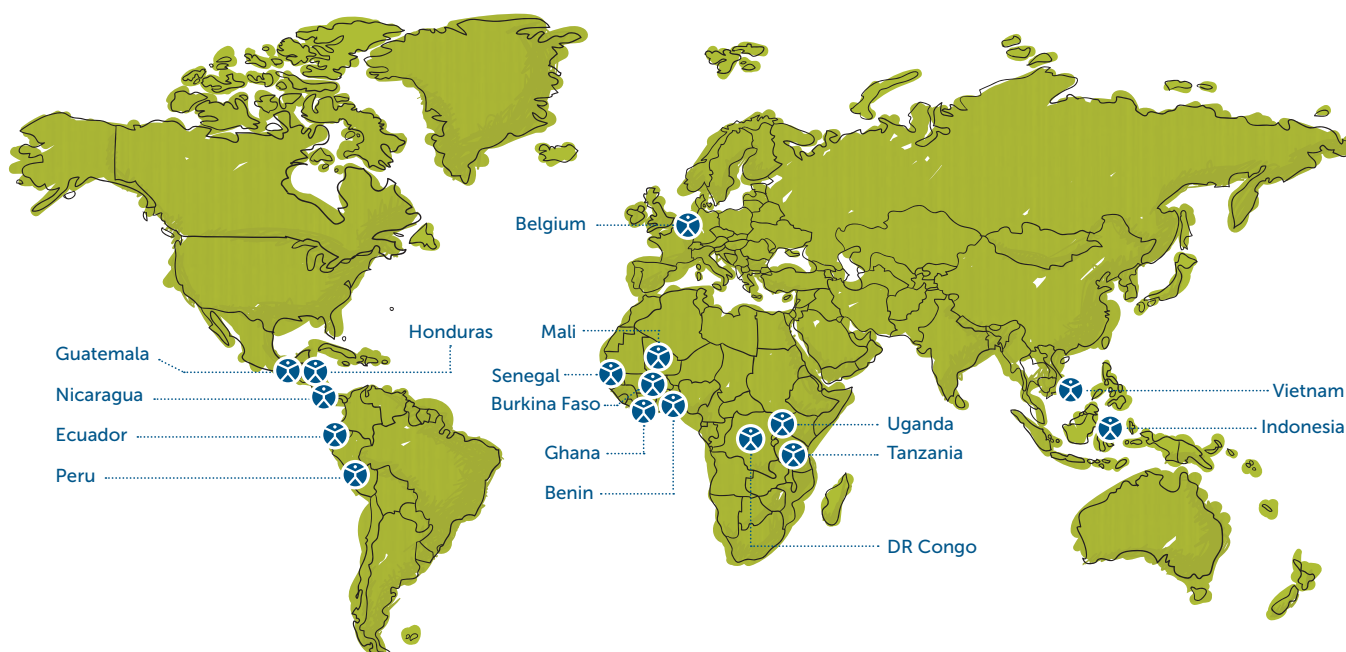 Belgium
Honduras
Mali
Guatemala
Senegal
Nicaragua
Vietnam
Burkina Faso
Uganda
Indonesia
Ecuador
Ghana
Tanzania
Peru
Benin
DR Congo